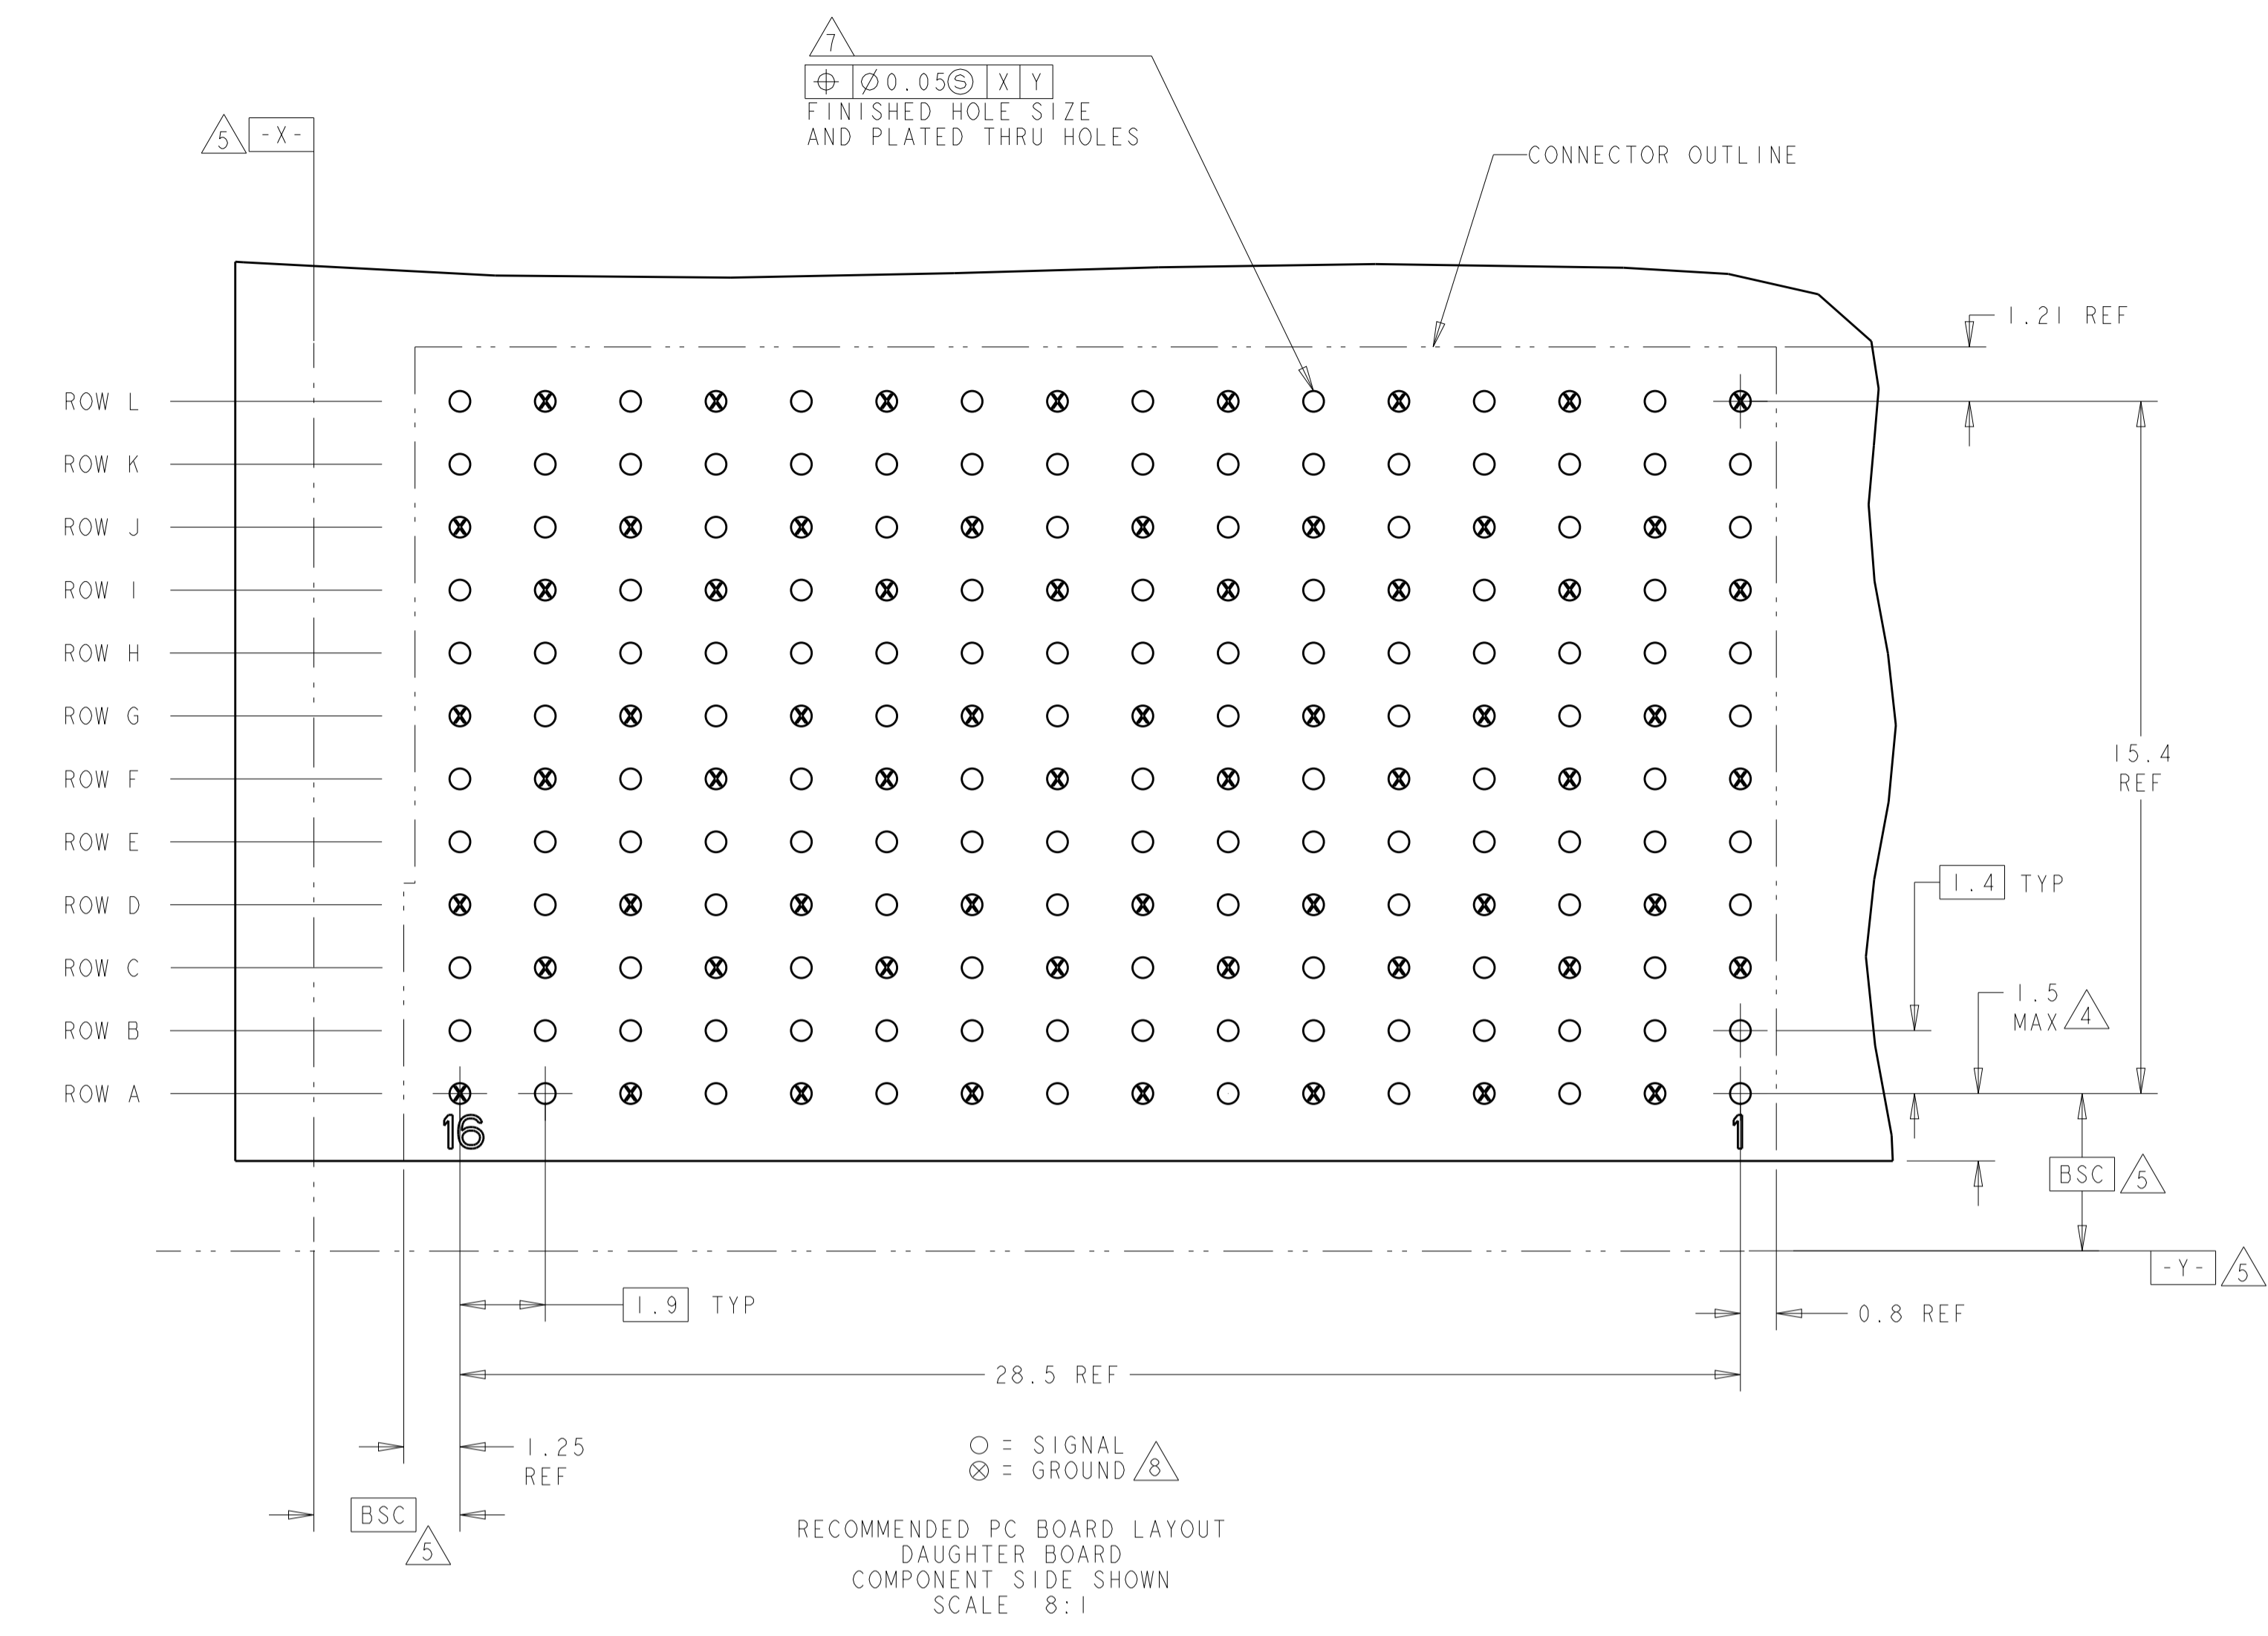 7
⌖ ⌀0.05Ⓢ X Y
FINISHED HOLE SIZE
AND PLATED THRU HOLES
5 -X-
CONNECTOR OUTLINE
1.21 REF
ROW L
ROW K
ROW J
ROW I
ROW H
ROW G
ROW F
ROW E
ROW D
ROW C
ROW B
ROW A
15.4
REF
1.4 TYP
1.5
MAX 4
16
1
BSC 5
-Y- 5
1.9 TYP
0.8 REF
28.5 REF
1.25
REF
BSC
5
○ = SIGNAL
⊗ = GROUND 8
RECOMMENDED PC BOARD LAYOUT
DAUGHTER BOARD
COMPONENT SIDE SHOWN
SCALE 8:1